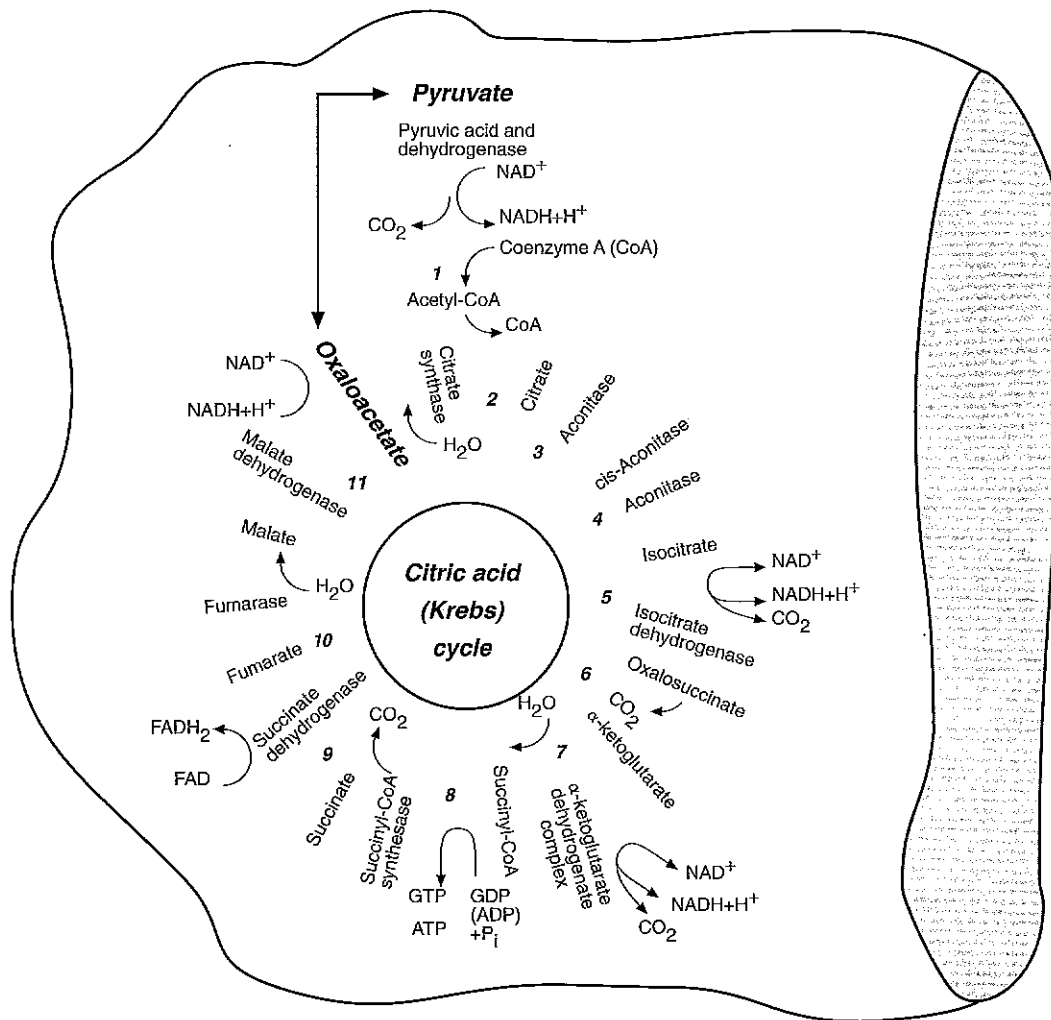 Pyruvate
Pyruvic acid and
dehydrogenase
NAD⁺
CO₂
NADH+H⁺
Coenzyme A (CoA)
1
Acetyl-CoA
CoA
Oxaloacetate
Citrate
synthase
H₂O
2
Citrate
3
Aconitase
cis-Aconitase
Aconitase
4
Isocitrate
NAD⁺
NADH+H⁺
CO₂
5
Isocitrate
dehydrogenase
Oxalosuccinate
6
CO₂
α-ketoglutarate
H₂O
7
α-ketoglutarate
dehydrogenate
complex
NAD⁺
NADH+H⁺
CO₂
Succinyl-CoA
8
GTP
ATP
GDP
(ADP)
+Pᵢ
Succinyl-CoA
synthesase
CO₂
Succinate
9
Succinate
dehydrogenase
FADH₂
FAD
Fumarate
10
Fumarase
H₂O
Malate
11
Malate
dehydrogenase
NAD⁺
NADH+H⁺
Citric acid
(Krebs)
cycle